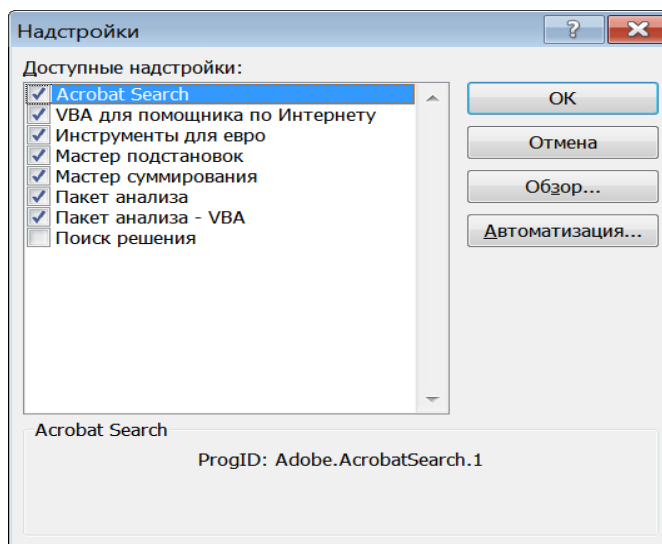 Надстройки
Доступные надстройки:
Acrobat Search
VBA для помощника по Интернету
Инструменты для евро
Мастер подстановок
Мастер суммирования
Пакет анализа
Пакет анализа - VBA
Поиск решения
ОК
Отмена
Обзор...
Автоматизация...
Acrobat Search
ProgID: Adobe.AcrobatSearch.1